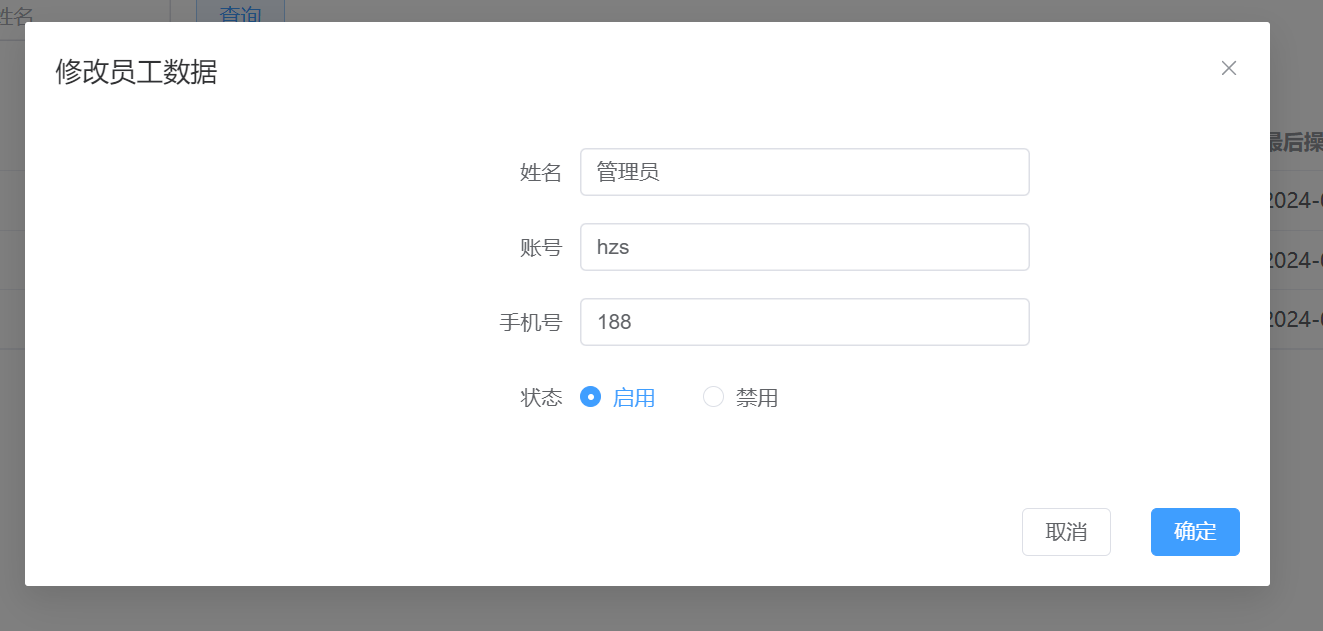 姓名
查询
修改员工数据
最后操
姓名 管理员
2024-0
账号 hzs
2024-0
手机号 188
2024-0
状态 启用 禁用
取消 确定